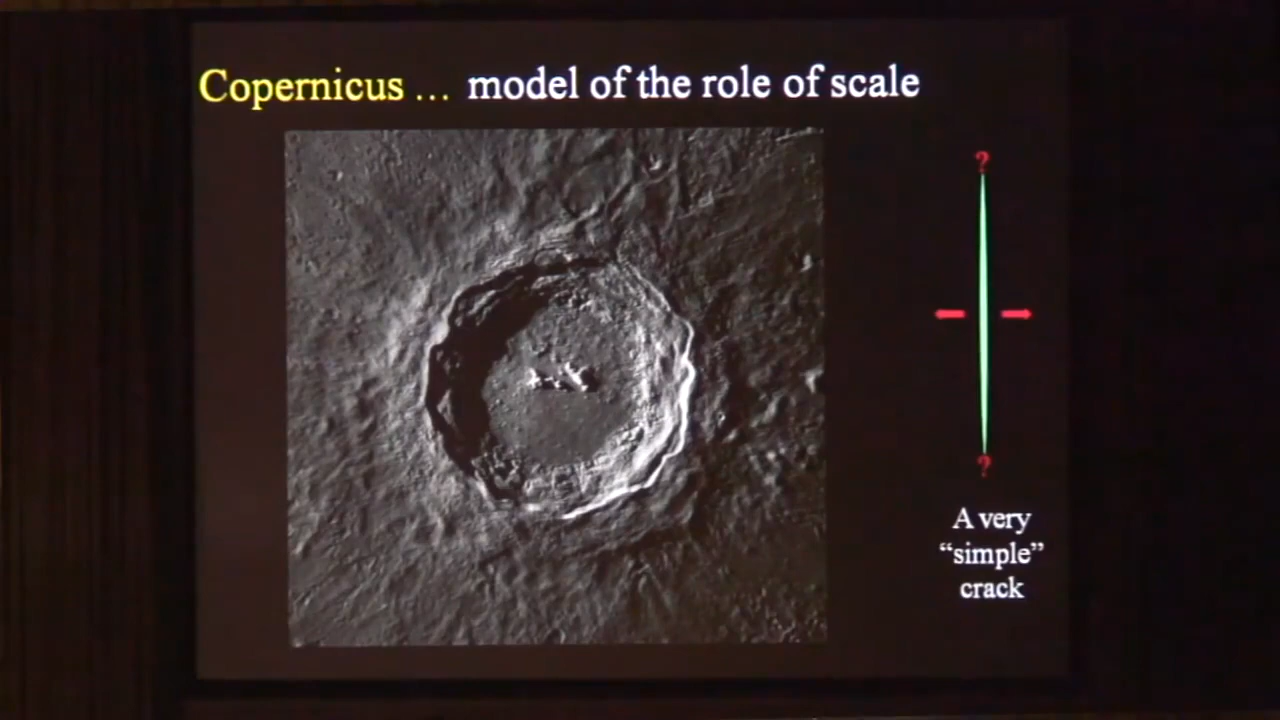 Copernicus ... model of the role of scale
?
?
A very
“simple”
crack